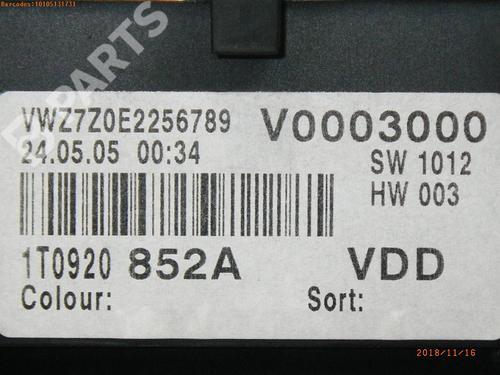 Barcodes:10105131731
B-PARTS
VWZ7Z0E2256789 V0003000
24.05.05 00:34 SW 1012
HW 003
1T0920 852A VDD
Colour: Sort:
2018/11/16